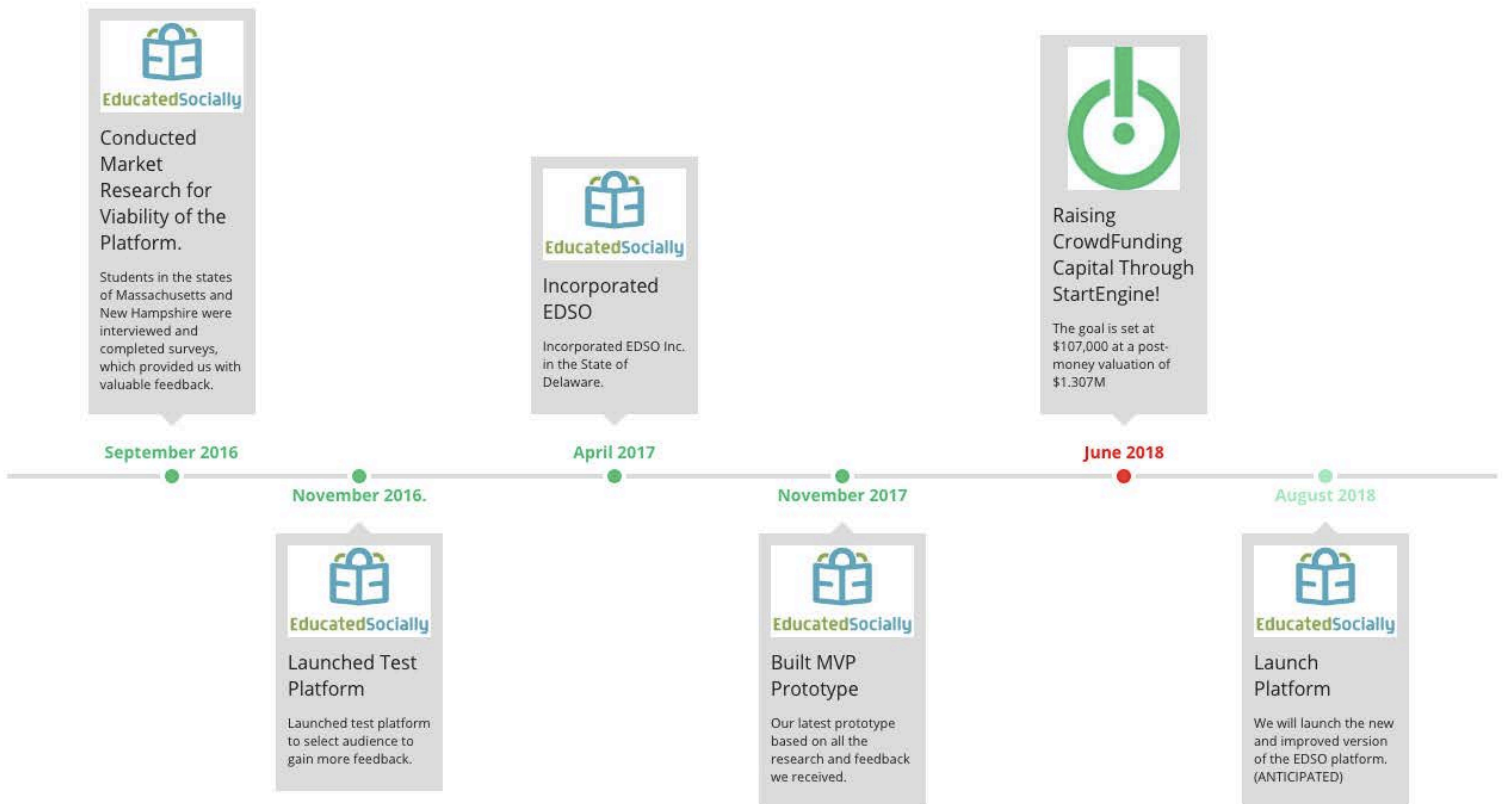 EducatedSocially
Conducted
Market
Research for
Viability of the
Platform.
Students in the states
of Massachusetts and
New Hampshire were
interviewed and
completed surveys,
which provided us with
valuable feedback.
September 2016
November 2016.
EducatedSocially
Launched Test
Platform
Launched test platform
to select audience to
gain more feedback.
EducatedSocially
Incorporated
EDSO
Incorporated EDSO Inc.
in the State of
Delaware.
April 2017
November 2017
EducatedSocially
Built MVP
Prototype
Our latest prototype
based on all the
research and feedback
we received.
Raising
CrowdFunding
Capital Through
StartEngine!
The goal is set at
$107,000 at a post-
money valuation of
$1.307M
June 2018
August 2018
EducatedSocially
Launch
Platform
We will launch the new
and improved version
of the EDSO platform.
(ANTICIPATED)